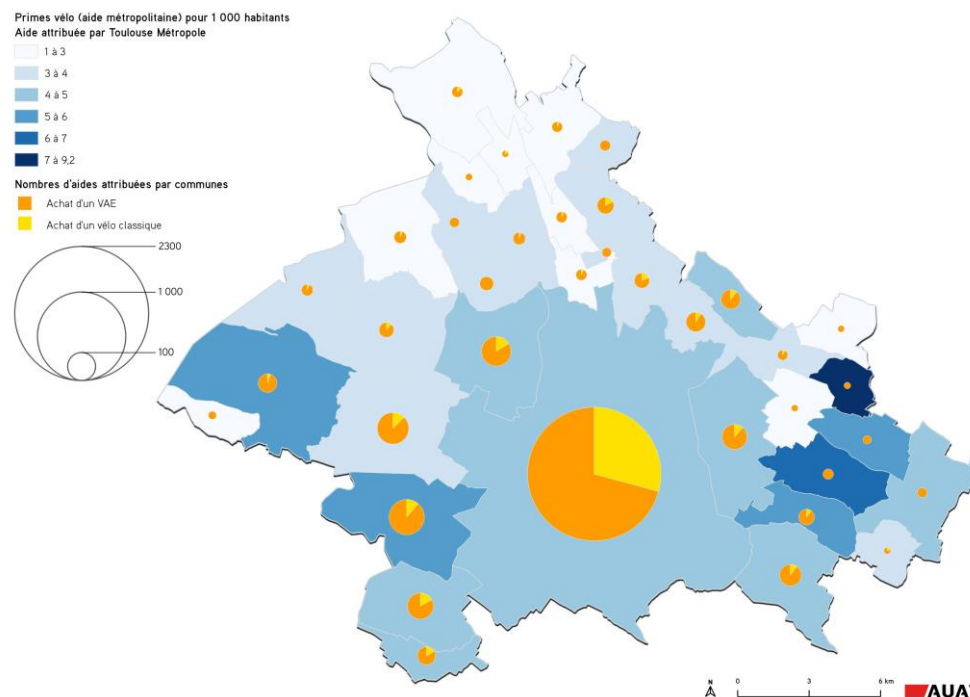 Primes vélo (aide métropolitaine) pour 1 000 habitants
Aide attribuée par Toulouse Métropole
1 à 3
3 à 4
4 à 5
5 à 6
6 à 7
7 à 9,2
Nombres d'aides attribuées par communes
Achat d'un VAE
Achat d'un vélo classique
2300
1 000
100
N
0
3
6 km
AUAT